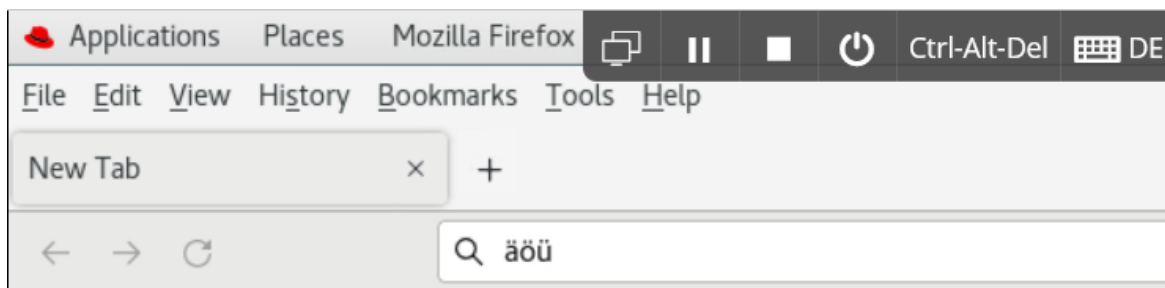 Applications Places Mozilla Firefox Ctrl-Alt-Del DE
File Edit View History Bookmarks Tools Help
New Tab
äöü